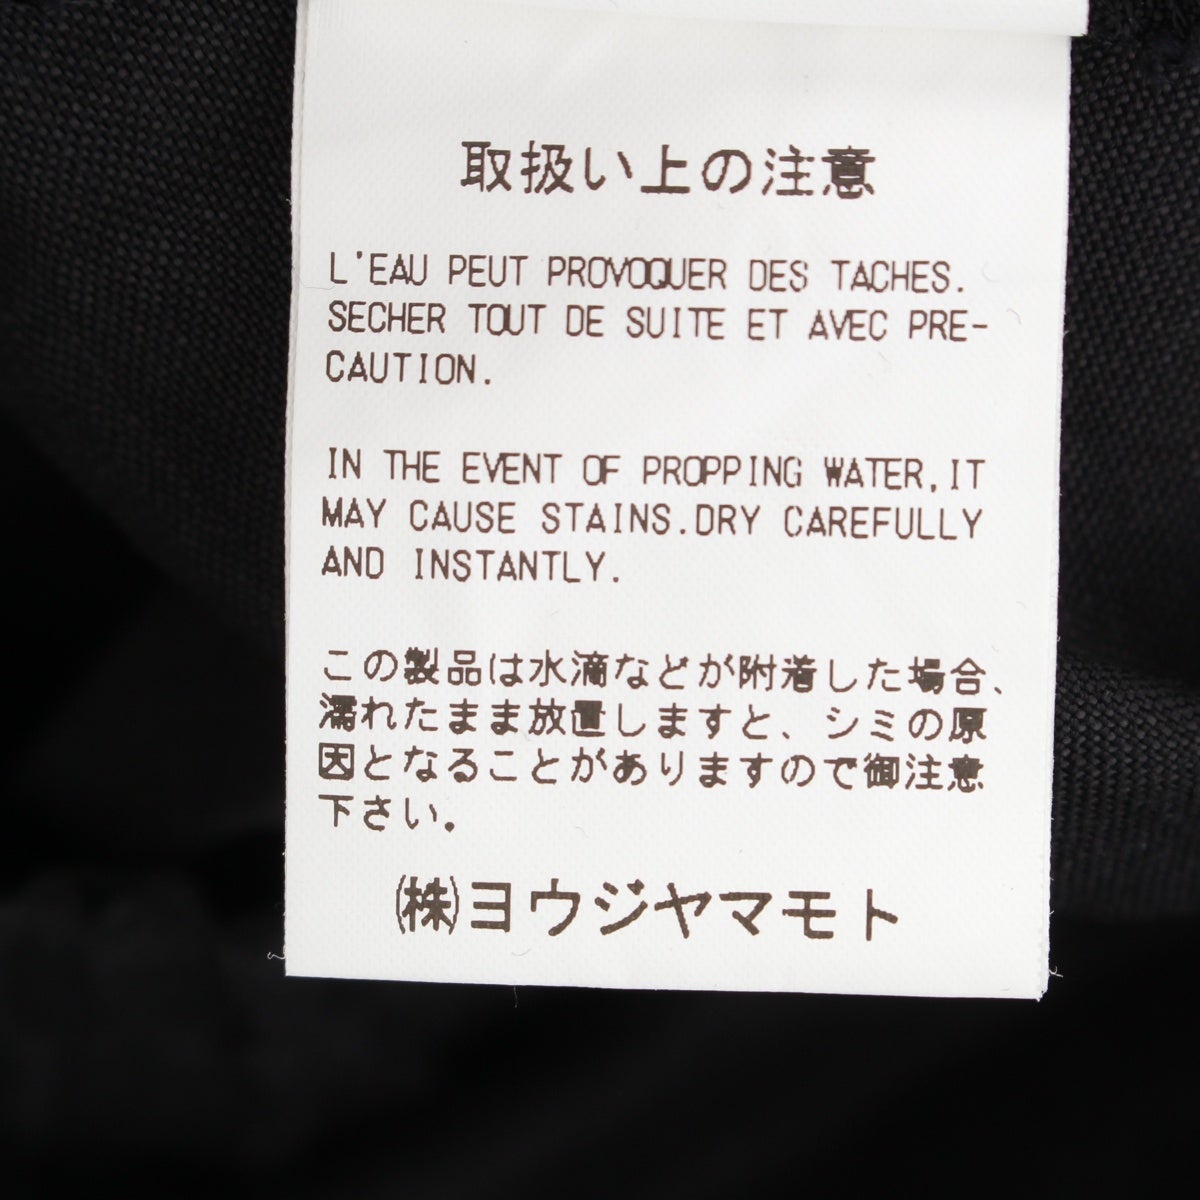 取扱い上の注意
L'EAU PEUT PROVOQUER DES TACHES.
SECHER TOUT DE SUITE ET AVEC PRE-
CAUTION.
IN THE EVENT OF PROPPING WATER,IT
MAY CAUSE STAINS.DRY CAREFULLY
AND INSTANTLY.
この製品は水滴などが附着した場合、
濡れたまま放置しますと、シミの原
因となることがありますので御注意
下さい。
㈱ヨウジヤマモト